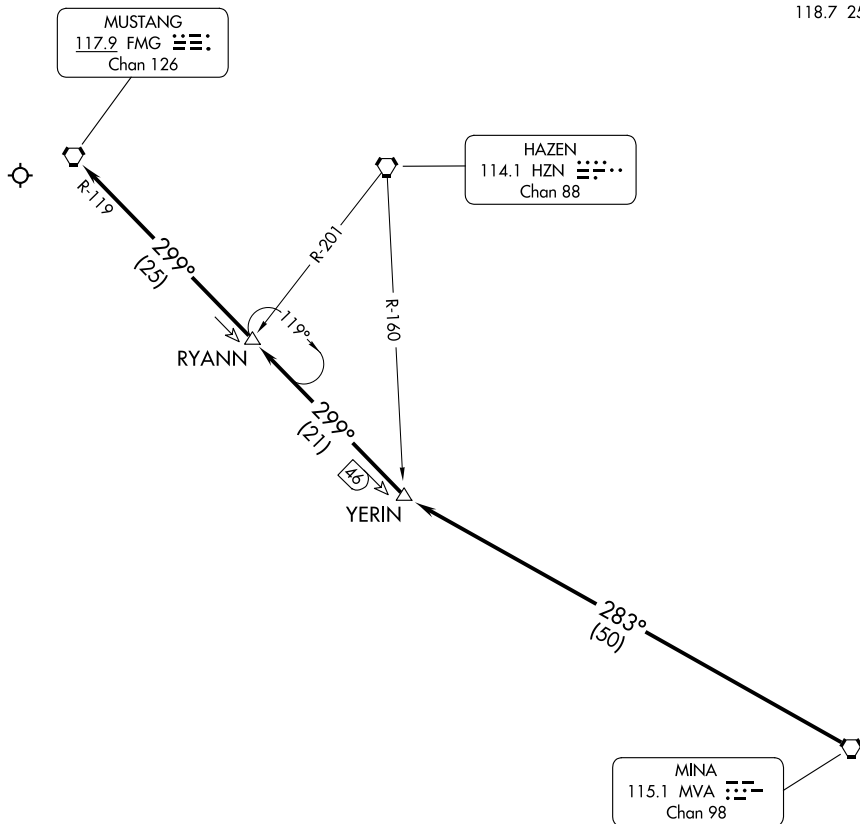 118.7 25
MUSTANG
117.9 FMG
Chan 126
HAZEN
114.1 HZN
Chan 88
R-119
299°
(25)
R-201
R-160
119°
RYANN
299°
(21)
46
YERIN
283°
(50)
MINA
115.1 MVA
Chan 98